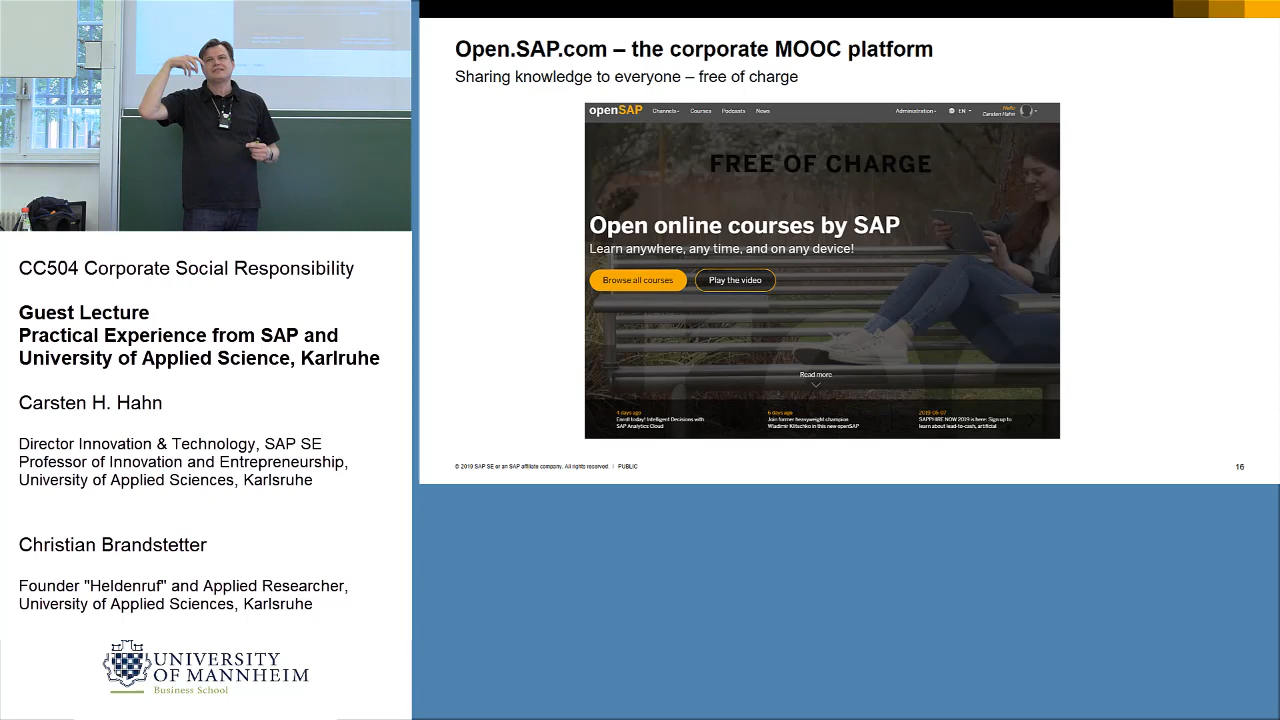 CC504 Corporate Social Responsibility
Guest Lecture
Practical Experience from SAP and
University of Applied Science, Karlruhe
Carsten H. Hahn
Director Innovation & Technology, SAP SE
Professor of Innovation and Entrepreneurship,
University of Applied Sciences, Karlsruhe
Christian Brandstetter
Founder "Heldenruf" and Applied Researcher,
University of Applied Sciences, Karlsruhe
UNIVERSITY
OF MANNHEIM
Business School
Open.SAP.com – the corporate MOOC platform
Sharing knowledge to everyone – free of charge
openSAP Channels Courses Podcasts News Administration EN Hello
Carsten Hahn
FREE OF CHARGE
Open online courses by SAP
Learn anywhere, any time, and on any device!
Browse all courses Play the video
Read more
4 days ago
Enroll today! Intelligent Decisions with
SAP Analytics Cloud
6 days ago
Join former heavyweight champion
Wladimir Klitschko in this new openSAP
2019-05-07
SAPPHIRE NOW 2019 is here: Sign up to
learn about lead-to-cash, artificial
© 2019 SAP SE or an SAP affiliate company. All rights reserved. | PUBLIC
16